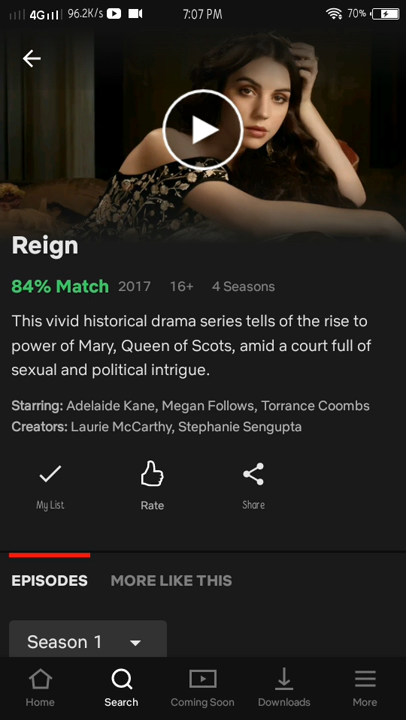 4G 96.2K/s 7:07 PM 70%
Reign
84% Match 2017 16+ 4 Seasons
This vivid historical drama series tells of the rise to
power of Mary, Queen of Scots, amid a court full of
sexual and political intrigue.
Starring: Adelaide Kane, Megan Follows, Torrance Coombs
Creators: Laurie McCarthy, Stephanie Sengupta
My List Rate Share
EPISODES MORE LIKE THIS
Season 1
Home Search Coming Soon Downloads More